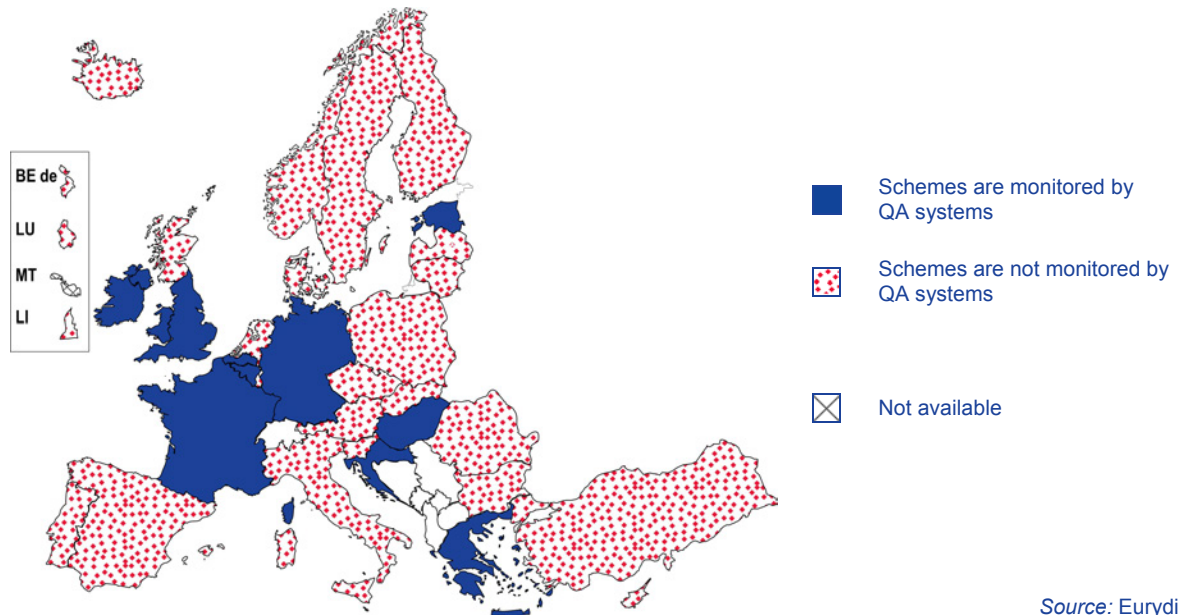 BE de
LU
MT
LI
Schemes are monitored by
QA systems
Schemes are not monitored by
QA systems
Not available
Source: Eurydi